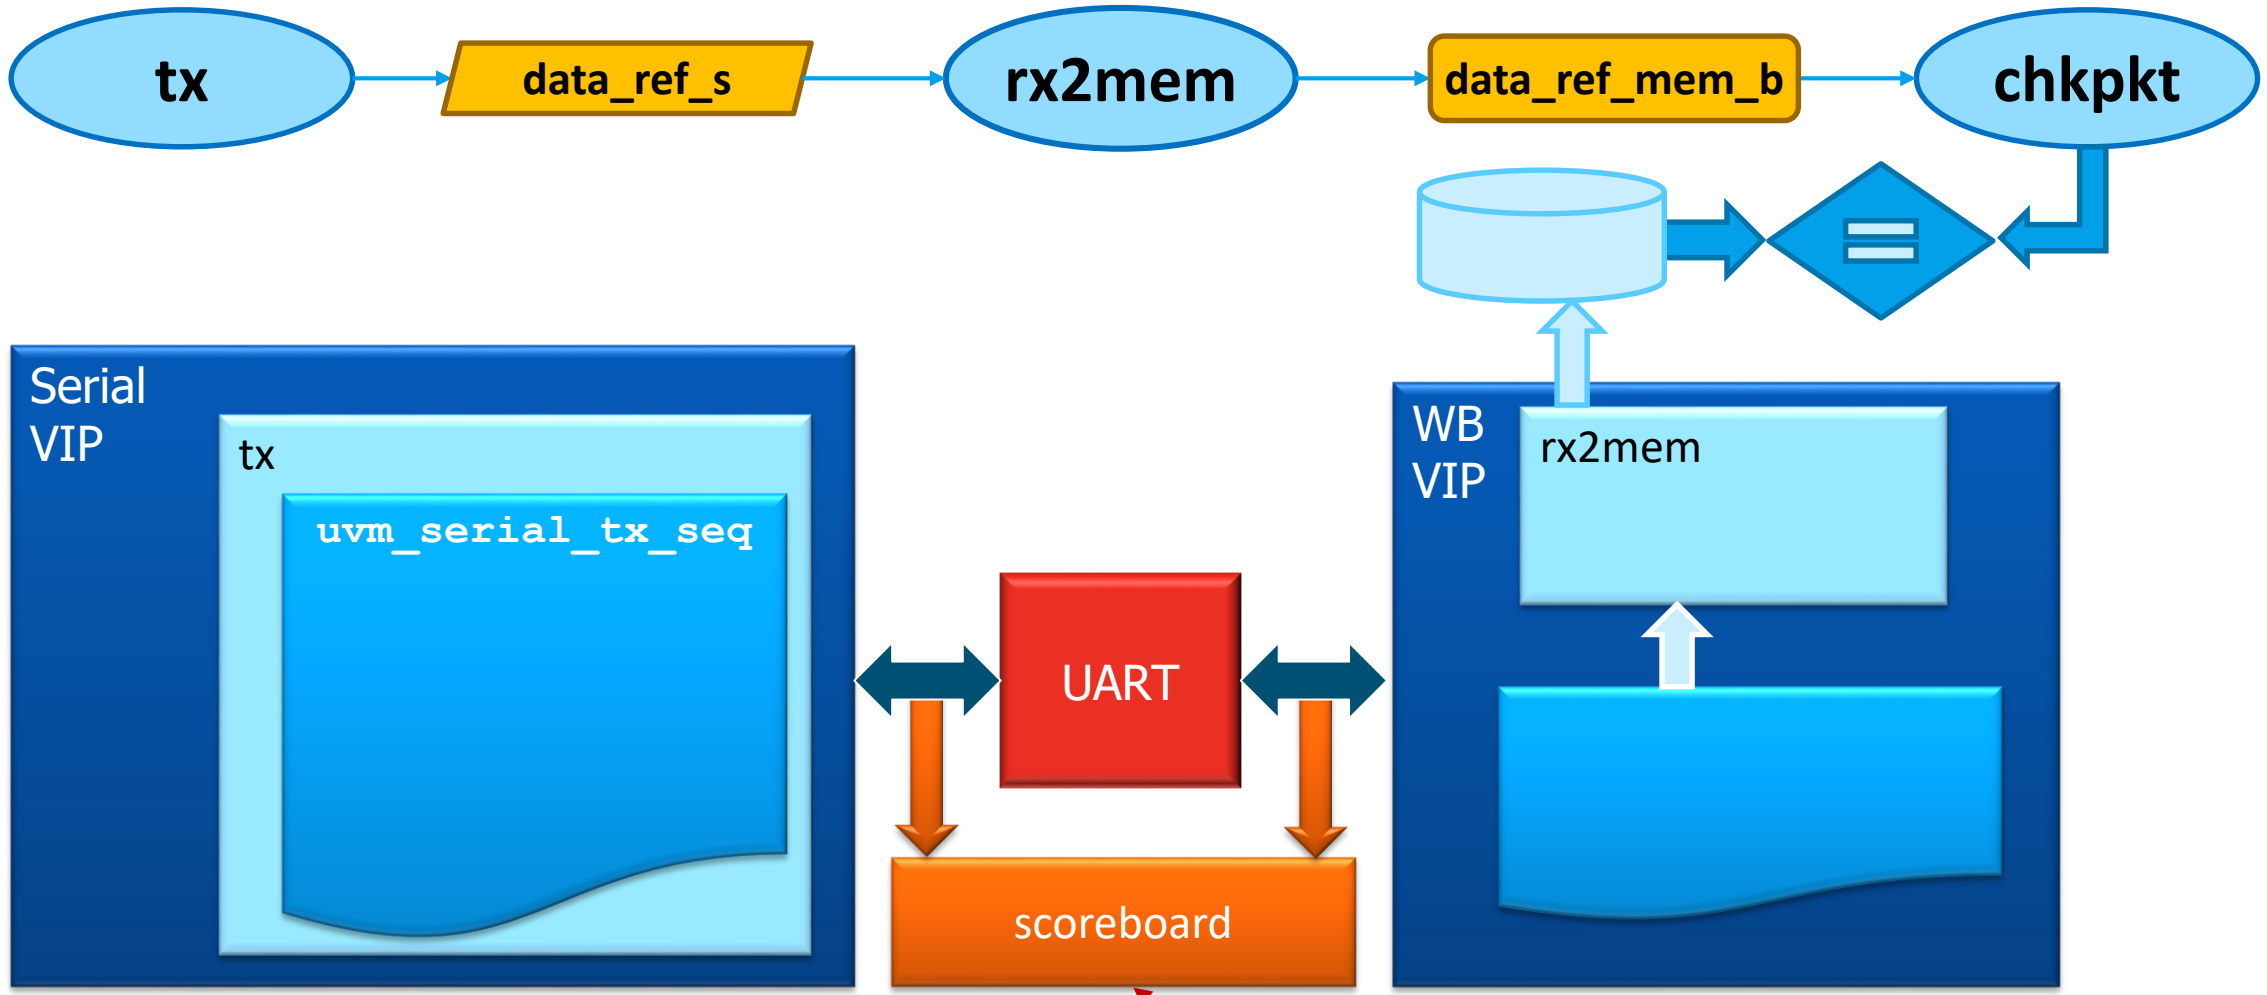 tx
data_ref_s
rx2mem
data_ref_mem_b
chkpkt
Serial
VIP
tx
uvm_serial_tx_seq
UART
scoreboard
WB
VIP
rx2mem